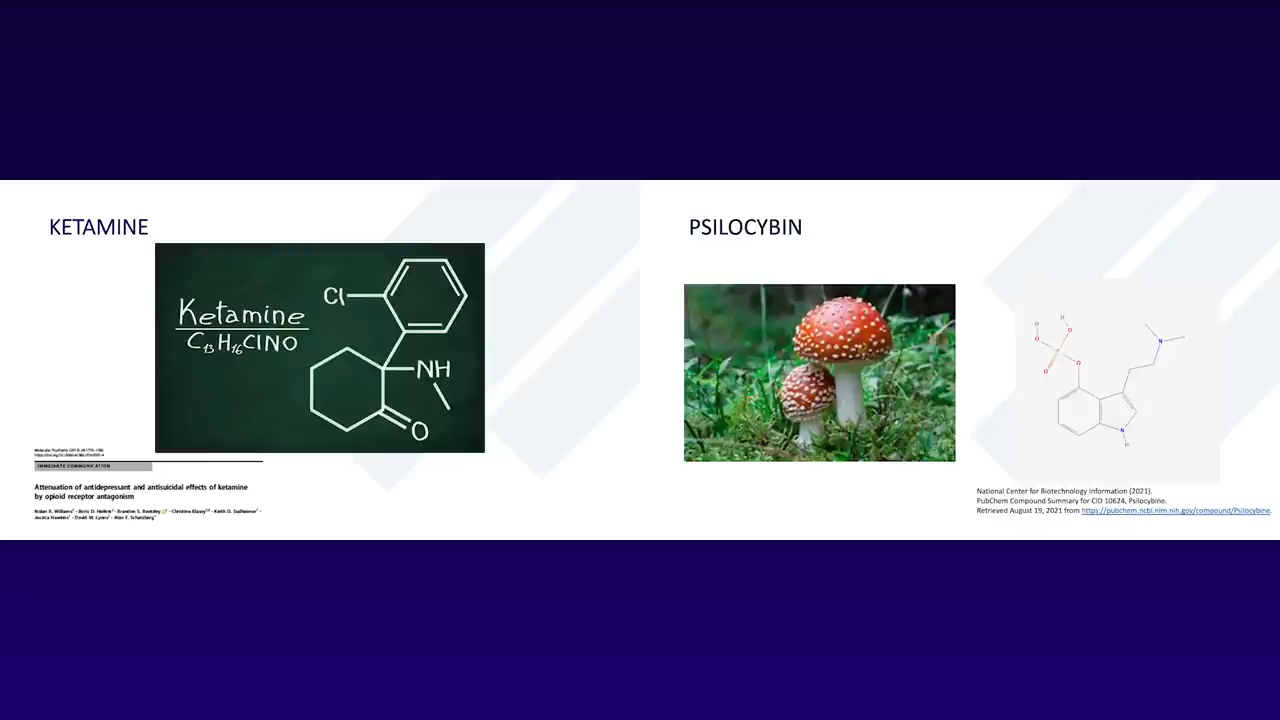 KETAMINE
Ketamine
C13H16ClNO
Cl
NH
O
IMMEDIATE COMMUNICATION
Attenuation of antidepressant and antisuicidal effects of ketamine
by opioid receptor antagonism
PSILOCYBIN
H
H
O
O
P
O
O
N
N
H
National Center for Biotechnology Information (2021).
PubChem Compound Summary for CID 10624, Psilocybine.
Retrieved August 19, 2021 from https://pubchem.ncbi.nlm.nih.gov/compound/Psilocybine.